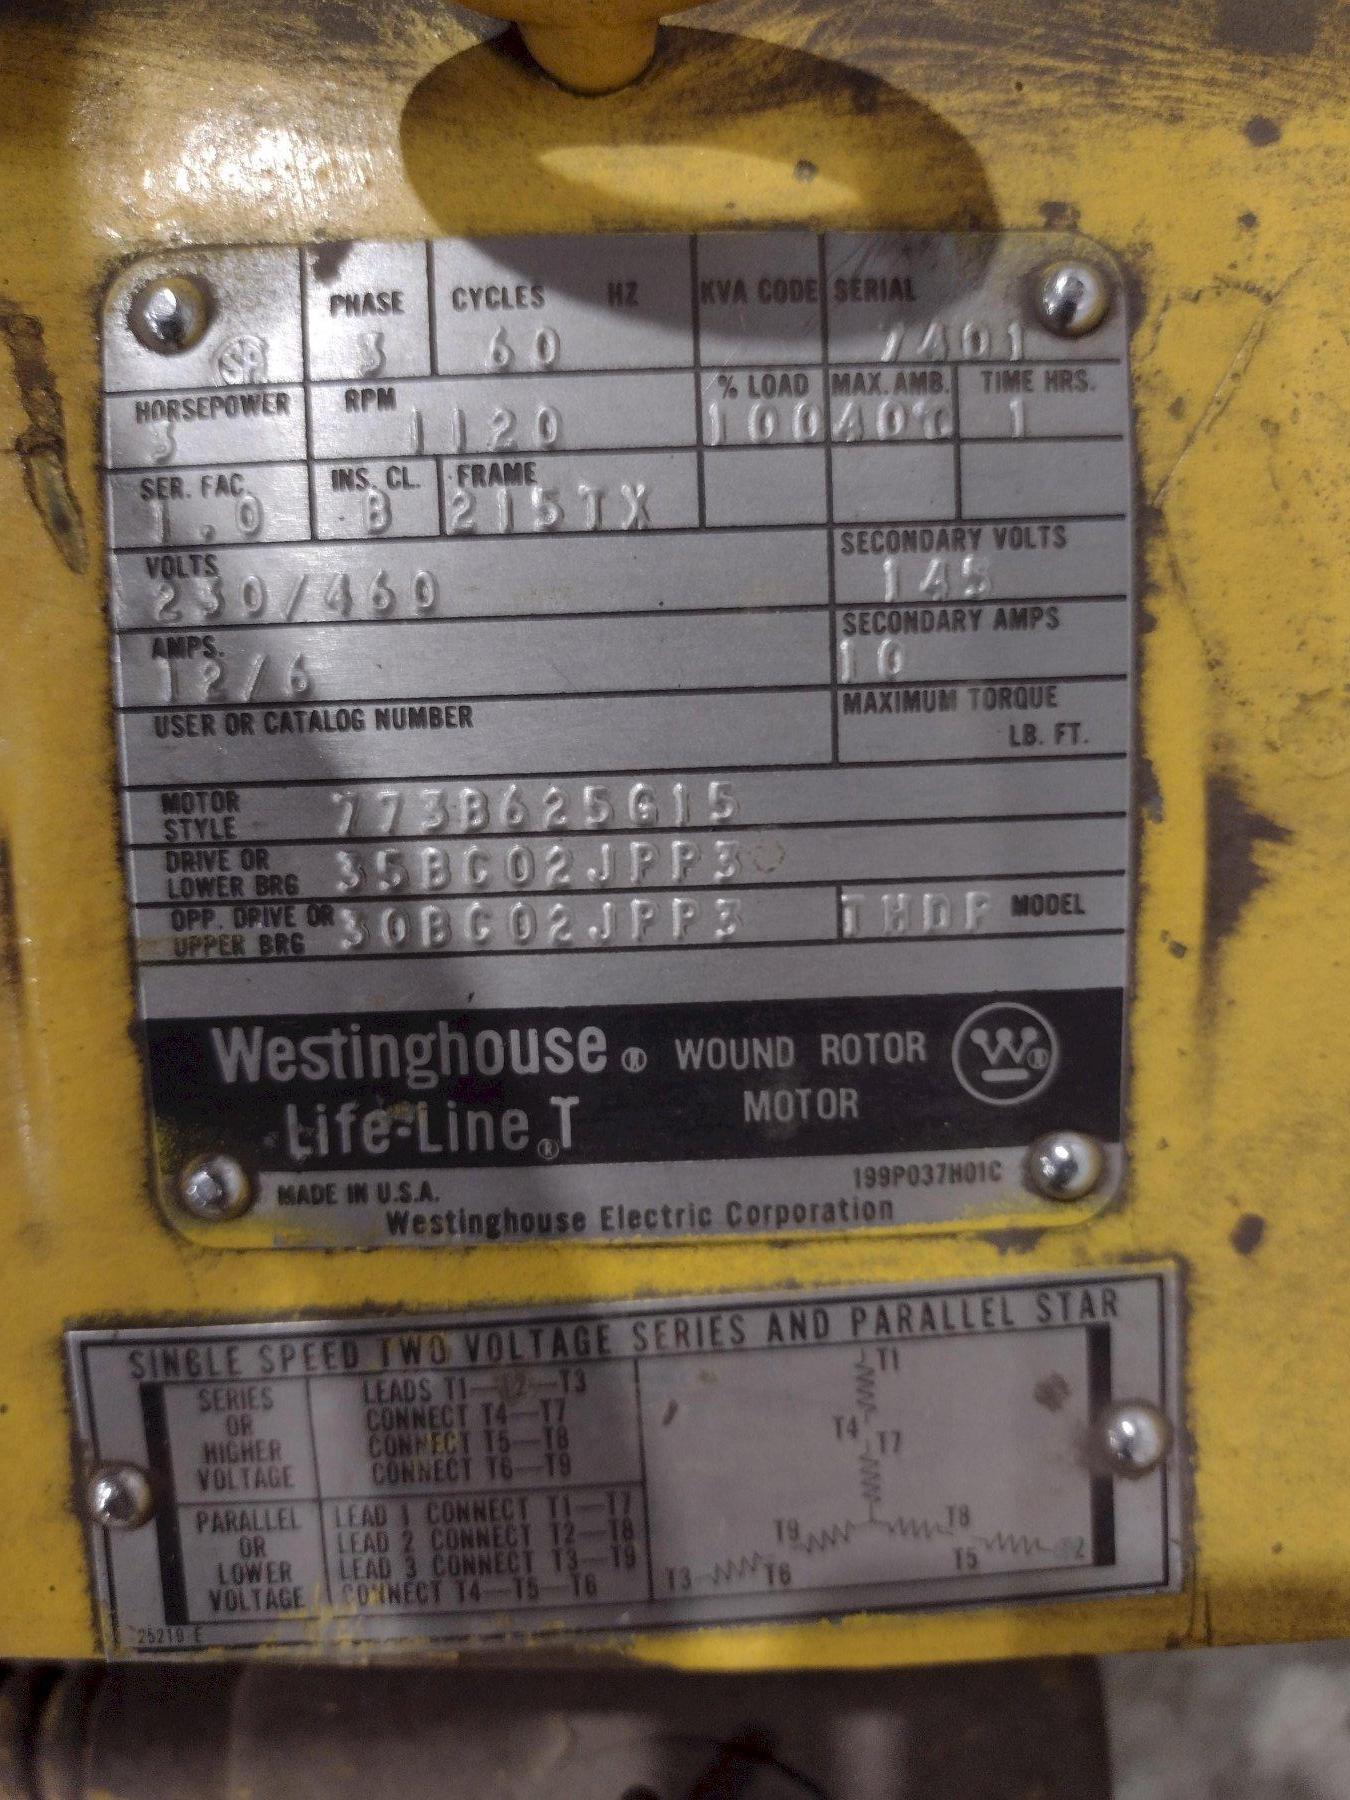 PHASE CYCLES HZ KVA CODE SERIAL
SA 3 60 7401
HORSEPOWER RPM % LOAD MAX. AMB. TIME HRS.
3 1120 100 40°C 1
SER. FAC. INS. CL. FRAME
1.0 B 215TX
VOLTS SECONDARY VOLTS
230/460 145
AMPS. SECONDARY AMPS
12/6 10
USER OR CATALOG NUMBER MAXIMUM TORQUE
LB. FT.
MOTOR STYLE 773B625G15
DRIVE OR LOWER BRG 35BC02JPP3
OPP. DRIVE OR UPPER BRG 30BC02JPP3 THDP MODEL
Westinghouse ® WOUND ROTOR
Life-Line ® T MOTOR
W ®
MADE IN U.S.A. 199P037H01C
Westinghouse Electric Corporation
SINGLE SPEED TWO VOLTAGE SERIES AND PARALLEL STAR
SERIES OR HIGHER VOLTAGE
LEADS T1—T2—T3
CONNECT T4—T7
CONNECT T5—T8
CONNECT T6—T9
PARALLEL OR LOWER VOLTAGE
LEAD 1 CONNECT T1—T7
LEAD 2 CONNECT T2—T8
LEAD 3 CONNECT T3—T9
CONNECT T4—T5—T6
T1
T4 T7
T9 T8
T3 T6 T5 2
25219 E